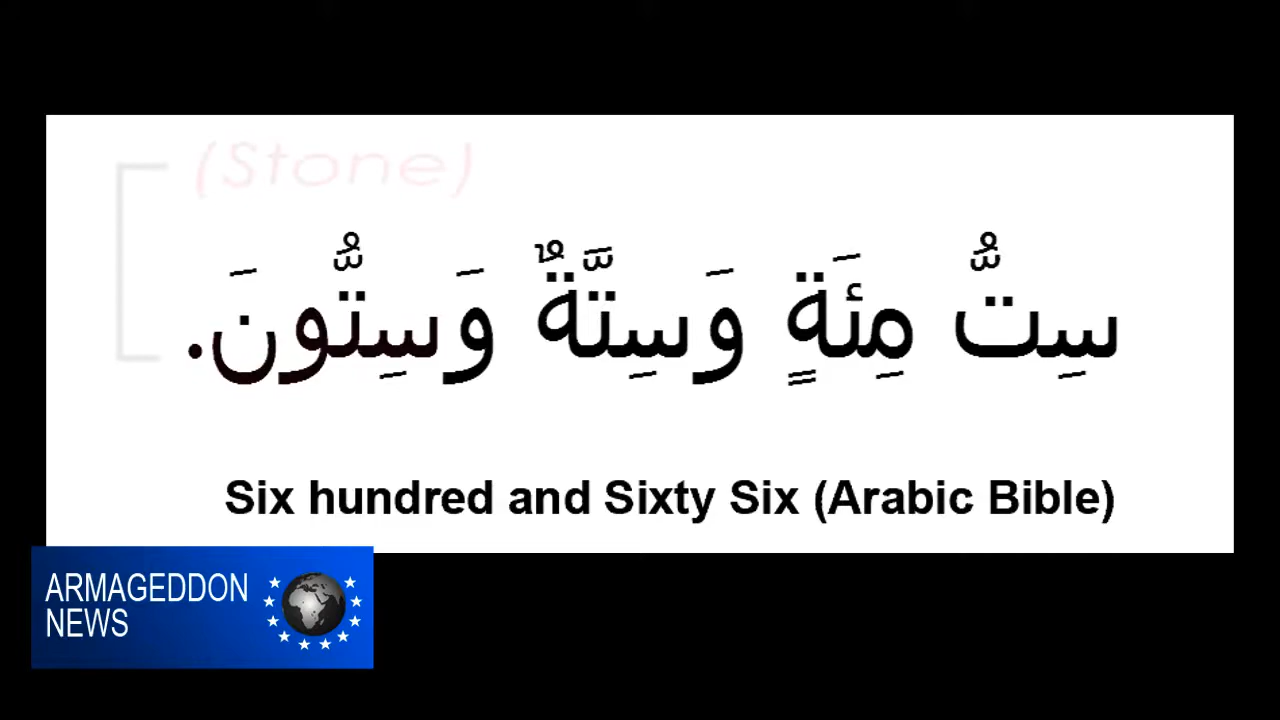 (Stone)
سِتُّ مِئَةٍ وَسِتَّةٌ وَسِتُّونَ.
Six hundred and Sixty Six (Arabic Bible)
ARMAGEDDON
NEWS